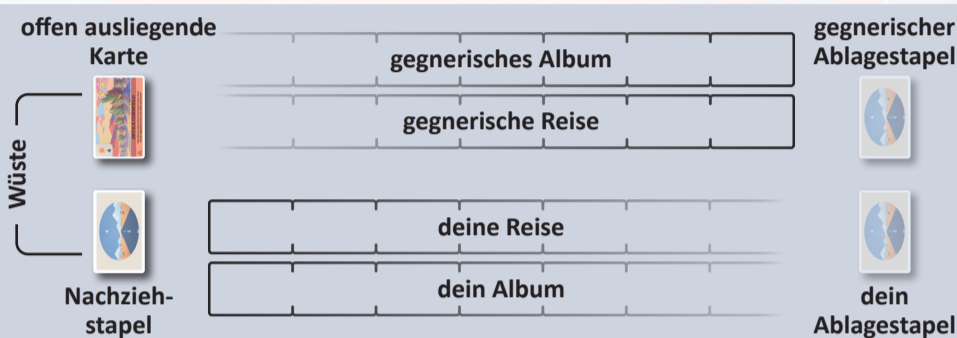 offen ausliegende
Karte
gegnerisches Album
gegnerischer
Ablagestapel
gegnerische Reise
Wüste
deine Reise
dein Album
Nachzieh-
stapel
dein
Ablagestapel